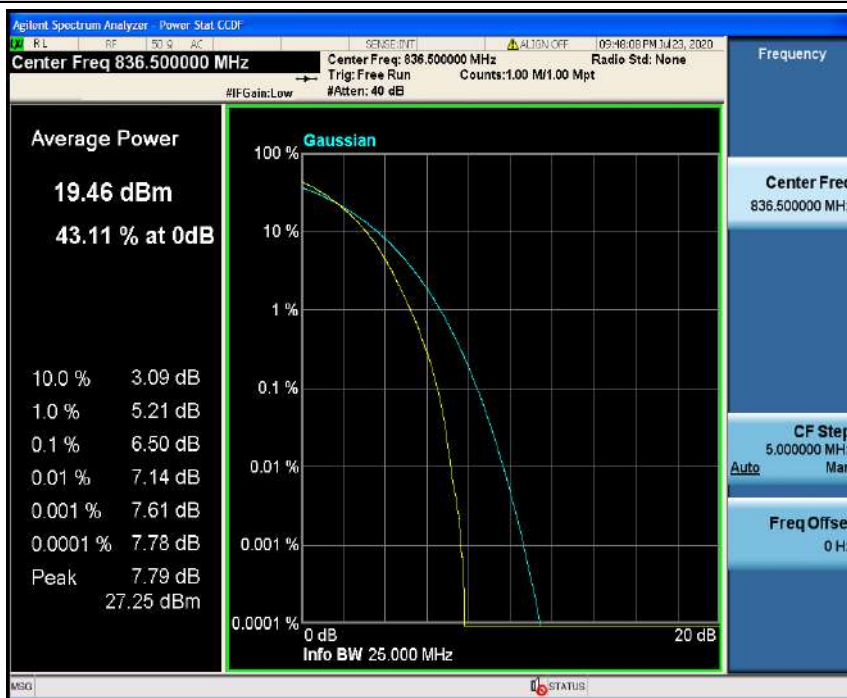 Agilent Spectrum Analyzer - Power Stat CCDF
RL RF 50 Ω AC SENSE:INT ALIGN OFF 09:48:08 PM Jul 23, 2020
Center Freq 836.500000 MHz
Center Freq: 836.500000 MHz
Radio Std: None
Trig: Free Run
Counts:1.00 M/1.00 Mpt
#IFGain:Low
#Atten: 40 dB
Average Power
19.46 dBm
43.11 % at 0dB
10.0 % 3.09 dB
1.0 % 5.21 dB
0.1 % 6.50 dB
0.01 % 7.14 dB
0.001 % 7.61 dB
0.0001 % 7.78 dB
Peak 7.79 dB
27.25 dBm
Gaussian
100 %
10 %
1 %
0.1 %
0.01 %
0.001 %
0.0001 %
0 dB
20 dB
Info BW 25.000 MHz
Frequency
Center Freq
836.500000 MH
CF Step
5.000000 MH
Auto Man
Freq Offse
0 H
MSG
STATUS